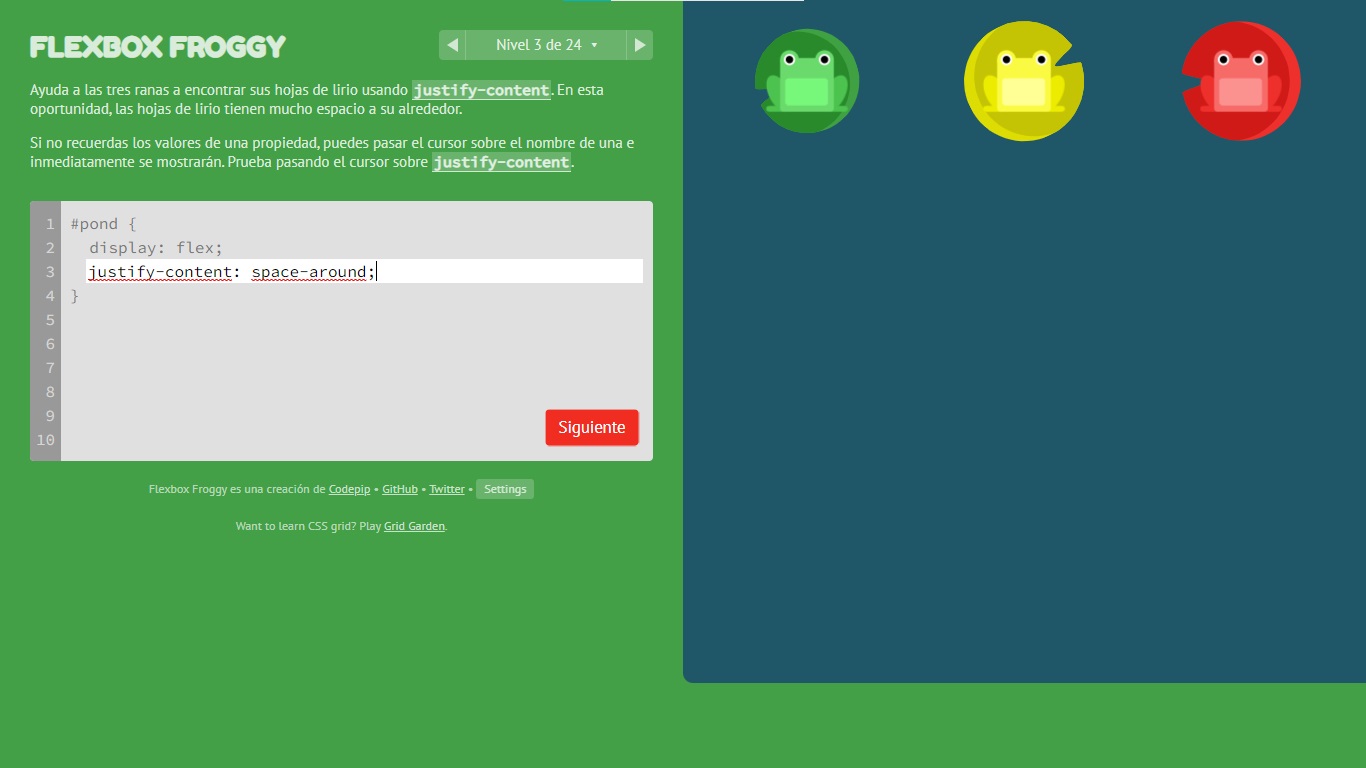 FLEXBOX FROGGY
Nivel 3 de 24
Ayuda a las tres ranas a encontrar sus hojas de lirio usando justify-content. En esta
oportunidad, las hojas de lirio tienen mucho espacio a su alrededor.
Si no recuerdas los valores de una propiedad, puedes pasar el cursor sobre el nombre de una e
inmediatamente se mostrarán. Prueba pasando el cursor sobre justify-content.
1 #pond {
2 display: flex;
3 justify-content: space-around;
4 }
5
6
7
8
9
10
Siguiente
Flexbox Froggy es una creación de Codepip • GitHub • Twitter • Settings
Want to learn CSS grid? Play Grid Garden.